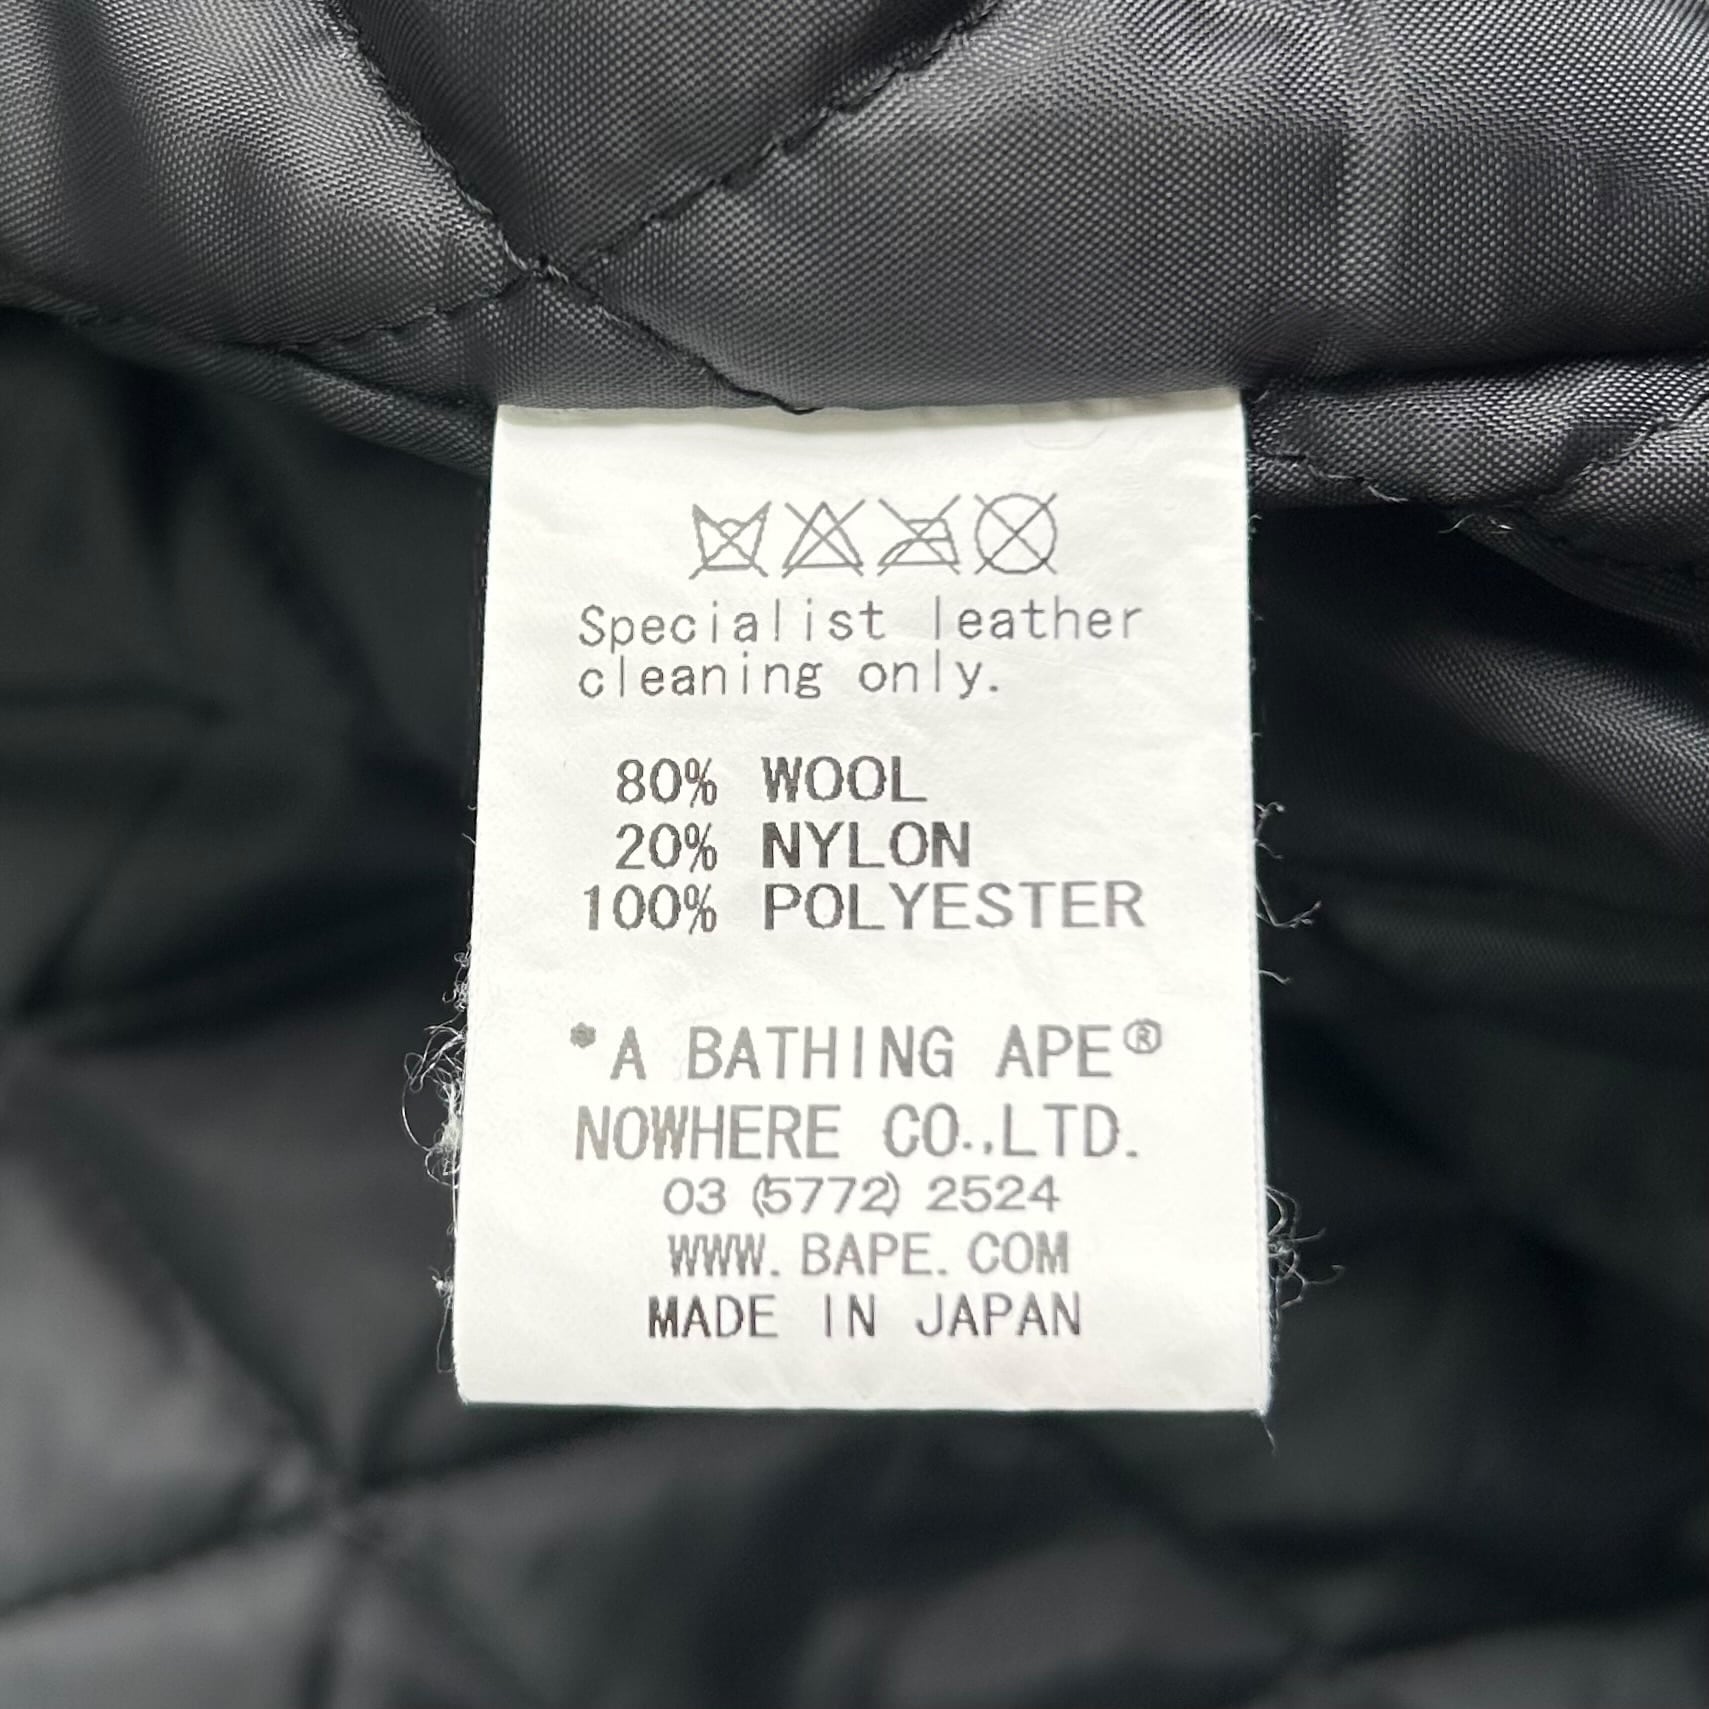 Specialist leather
cleaning only.
80% WOOL
20% NYLON
100% POLYESTER
*A BATHING APE®
NOWHERE CO.,LTD.
03 (5772) 2524
WWW.BAPE.COM
MADE IN JAPAN